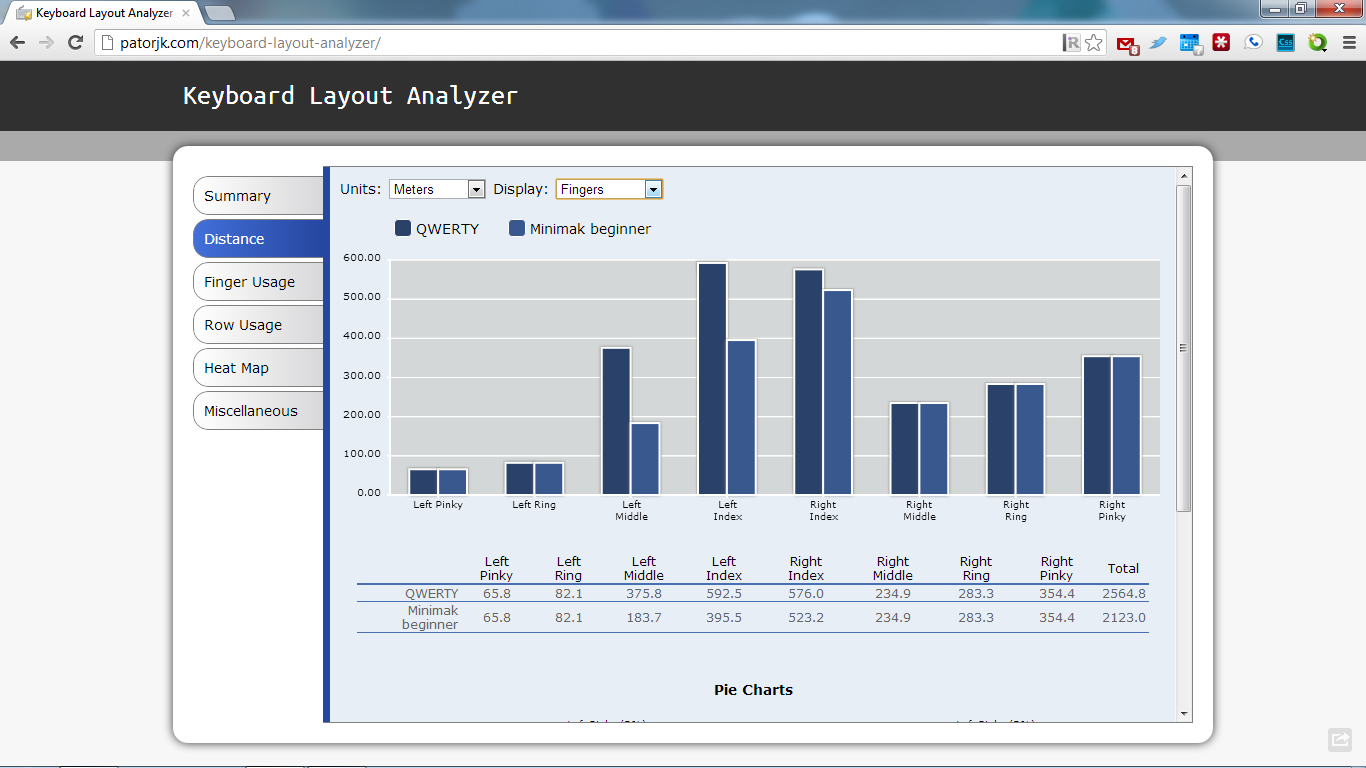 Keyboard Layout Analyzer
patorjk.com/keyboard-layout-analyzer/
Keyboard Layout Analyzer
Summary
Distance
Finger Usage
Row Usage
Heat Map
Miscellaneous
Units: Meters Display: Fingers
QWERTY Minimak beginner
600.00
500.00
400.00
300.00
200.00
100.00
0.00
Left Pinky Left Ring Left Left Right Right Right Right
Middle Index Index Middle Ring Pinky
Left Left Left Left Right Right Right Right
Pinky Ring Middle Index Index Middle Ring Pinky Total
QWERTY 65.8 82.1 375.8 592.5 576.0 234.9 283.3 354.4 2564.8
Minimak
beginner 65.8 82.1 183.7 395.5 523.2 234.9 283.3 354.4 2123.0
Pie Charts